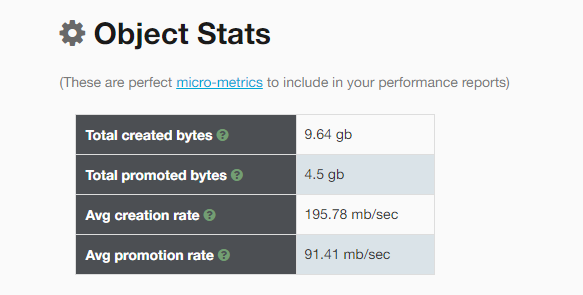 Object Stats
(These are perfect micro-metrics to include in your performance reports)
Total created bytes 9.64 gb
Total promoted bytes 4.5 gb
Avg creation rate 195.78 mb/sec
Avg promotion rate 91.41 mb/sec